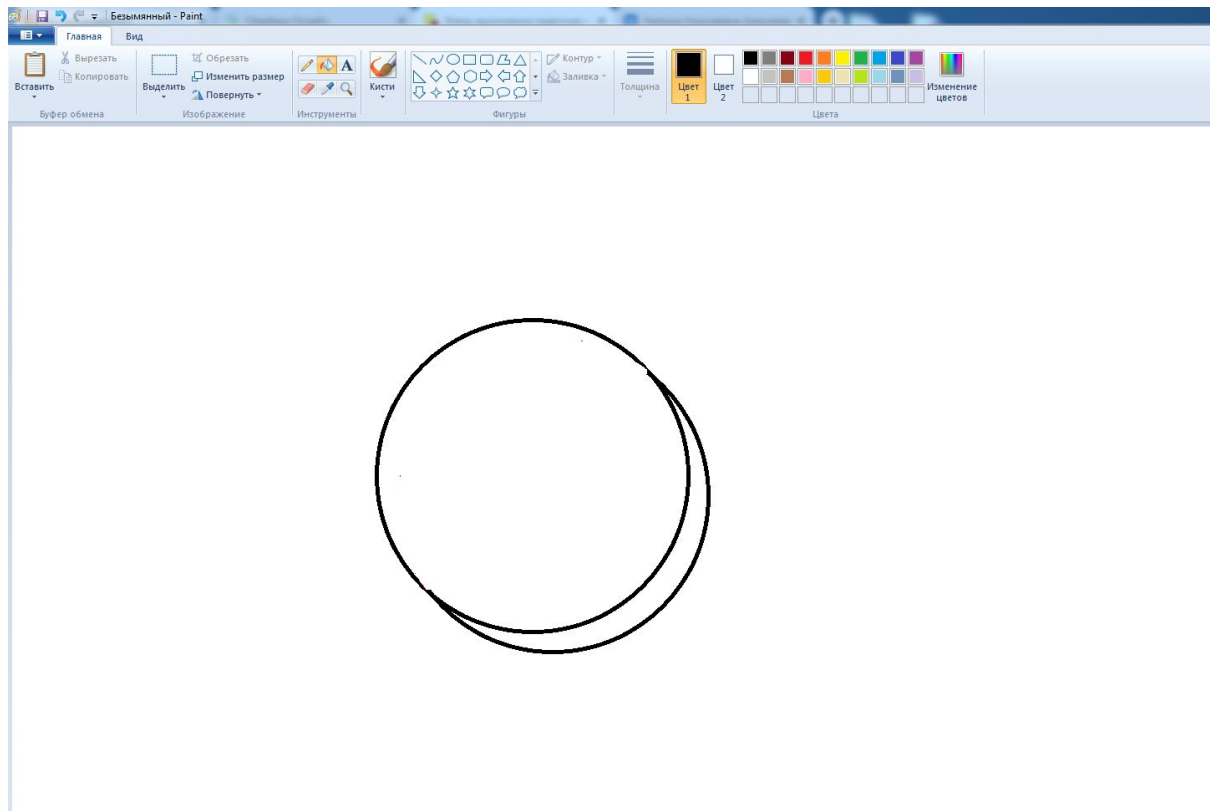 Безымянный - Paint
Главная Вид
Вставить
Вырезать
Копировать
Буфер обмена
Выделить
Обрезать
Изменить размер
Повернуть
Изображение
A
Инструменты
Кисти
Контур
Заливка
Фигуры
Толщина
Цвет
1
Цвет
2
Изменение
цветов
Цвета